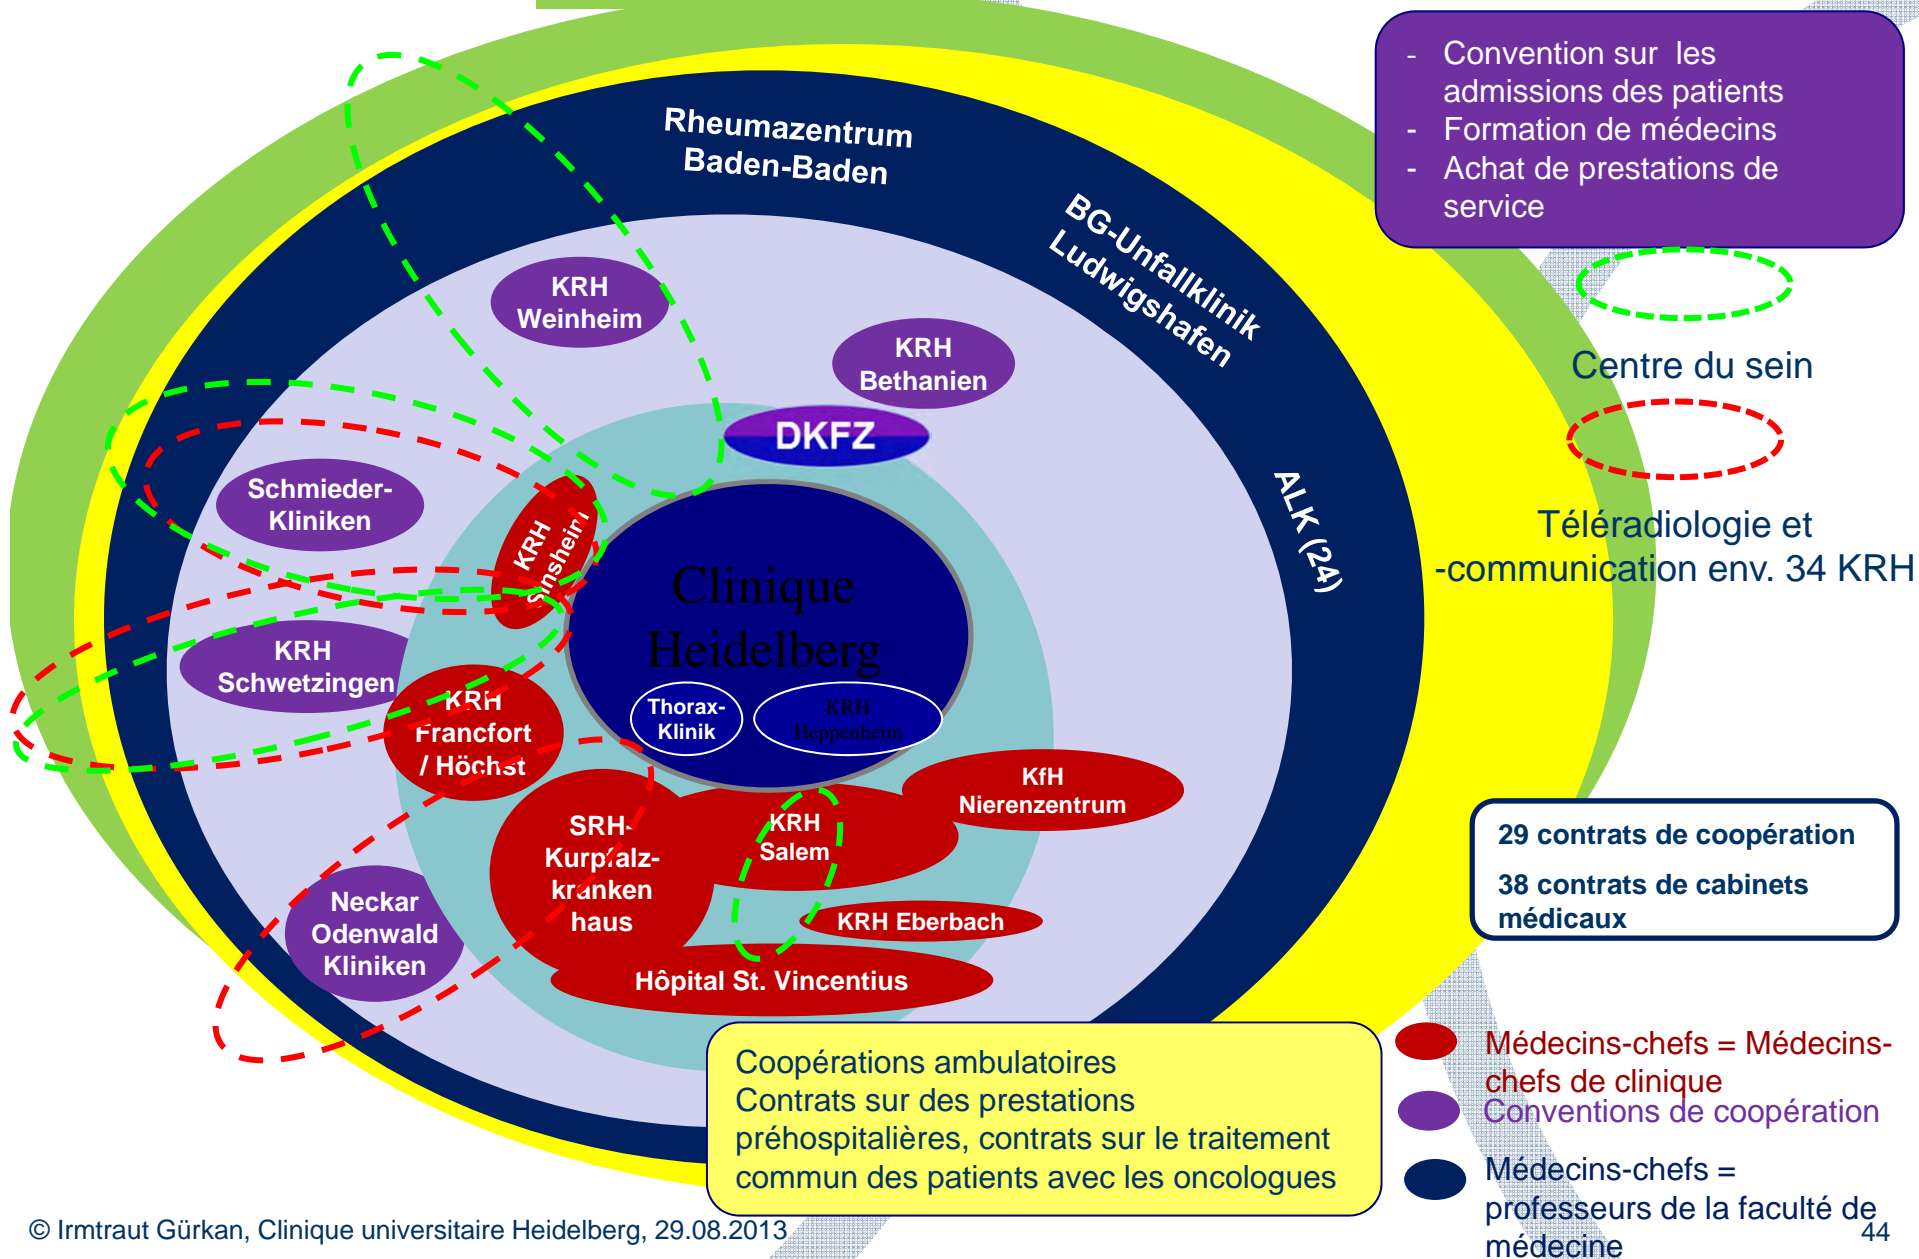 - Convention sur les
admissions des patients
- Formation de médecins
- Achat de prestations de
service
Rheumazentrum
Baden-Baden
BG-Unfallklinik
Ludwigshafen
ALK (24)
KRH
Weinheim
KRH
Bethanien
DKFZ
Centre du sein
Schmieder-
Kliniken
KRH
Sinsheim
Téléradiologie et
-communication env. 34 KRH
Clinique
Heidelberg
Thorax-
Klinik
KRH
Heppenheim
KRH
Schwetzingen
KRH
Francfort
/ Höchst
KfH
Nierenzentrum
SRH-
Kurpfalz-
kranken
haus
KRH
Salem
29 contrats de coopération
38 contrats de cabinets
médicaux
Neckar
Odenwald
Kliniken
KRH Eberbach
Hôpital St. Vincentius
Coopérations ambulatoires
Contrats sur des prestations
préhospitalières, contrats sur le traitement
commun des patients avec les oncologues
Médecins-chefs = Médecins-
chefs de clinique
Conventions de coopération
Médecins-chefs =
professeurs de la faculté de
médecine
© Irmtraut Gürkan, Clinique universitaire Heidelberg, 29.08.2013
44